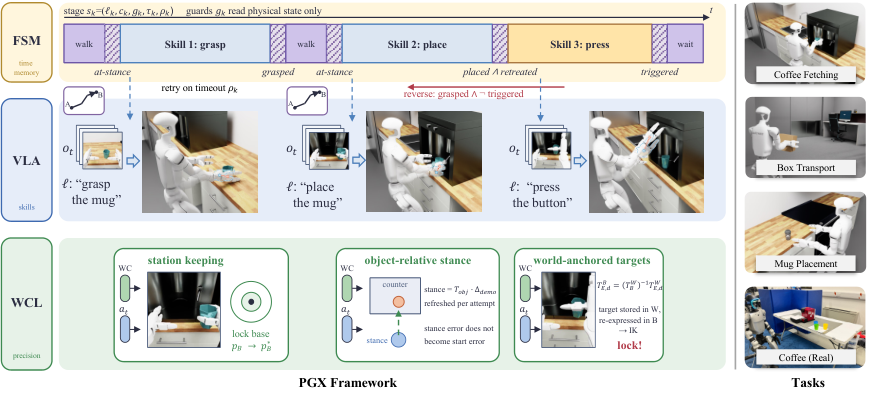 stage sₖ=(ℓₖ, cₖ, gₖ, τₖ, ρₖ) guards gₖ read physical state only
t
FSM
time
memory
walk
Skill 1: grasp
walk
Skill 2: place
Skill 3: press
wait
at-stance
grasped
at-stance
placed ∧ retreated
triggered
retry on timeout ρₖ
reverse: grasped ∧ ¬ triggered
A
B
A
B
VLA
skills
oₜ
ℓ: “grasp
the mug”
oₜ
ℓ: “place
the mug”
oₜ
ℓ: “press
the button”
WCL
precision
station keeping
WC
aₜ
lock base
p_B → p_B^*
object-relative stance
WC
aₜ
counter
stance
stance = T_obj · Δ_demo
refreshed per attempt
stance error does not
become start error
world-anchored targets
WC
aₜ
T_{E,d}^B = (T_B^W)^{-1} T_{E,d}^W
target stored in W,
re-expressed in B
→ IK
lock!
PGX Framework
Coffee Fetching
Box Transport
Mug Placement
Coffee (Real)
Tasks